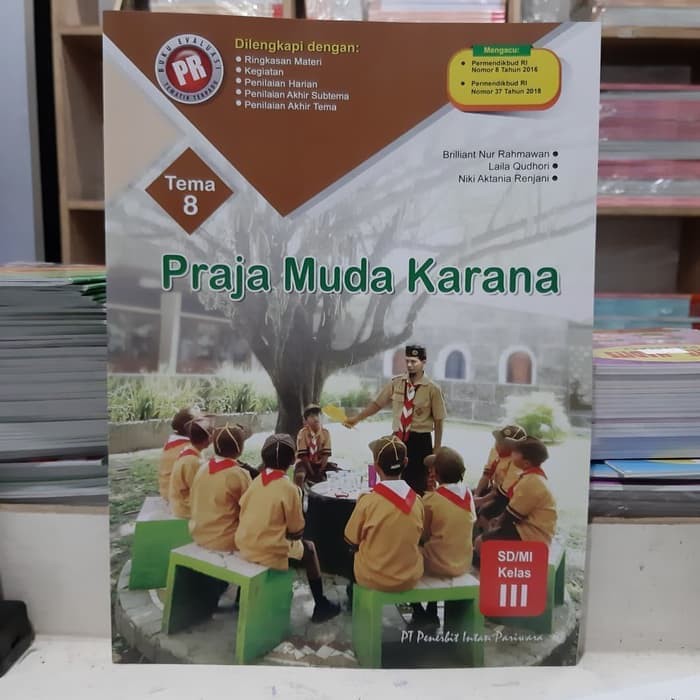 BUKU EVALUASI
PR
TEMATIK TERPADU
Dilengkapi dengan:
• Ringkasan Materi
• Kegiatan
• Penilaian Harian
• Penilaian Akhir Subtema
• Penilaian Akhir Tema
Mengacu:
• Permendikbud RI
Nomor 8 Tahun 2016
• Permendikbud RI
Nomor 37 Tahun 2018
Brilliant Nur Rahmawan •
Laila Qudhori •
Niki Aktania Renjani •
Tema
8
Praja Muda Karana
SD/MI
Kelas
III
PT Penerbit Intan Pariwara